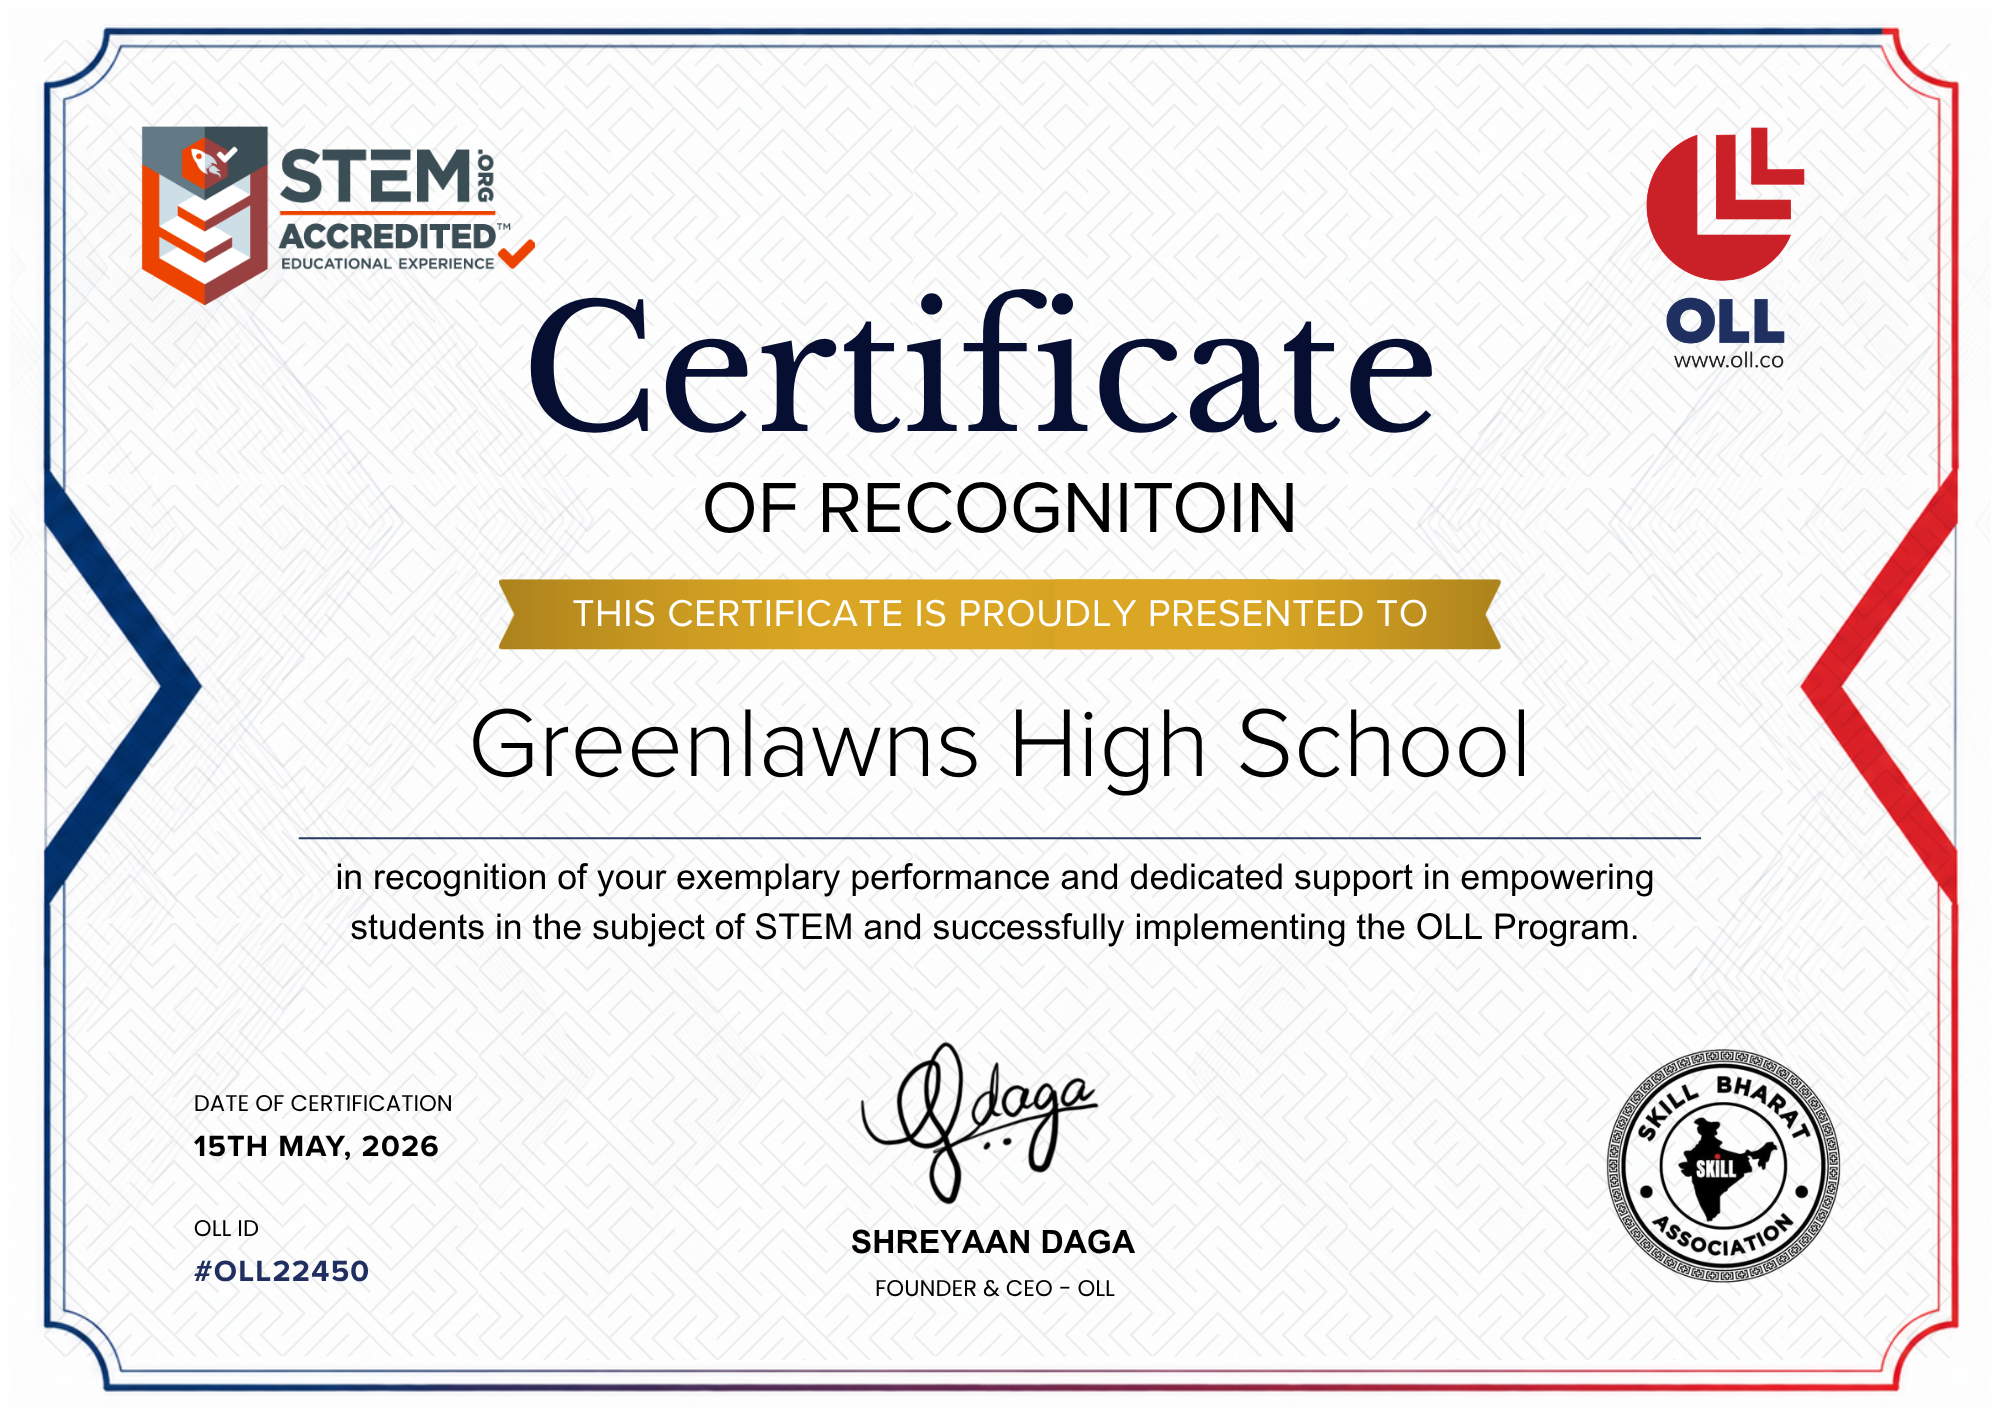 STEM.ORG
ACCREDITED™
EDUCATIONAL EXPERIENCE
OLL
www.oll.co
Certificate
OF RECOGNITOIN
THIS CERTIFICATE IS PROUDLY PRESENTED TO
Greenlawns High School
in recognition of your exemplary performance and dedicated support in empowering
students in the subject of STEM and successfully implementing the OLL Program.
DATE OF CERTIFICATION
15TH MAY, 2026
OLL ID
#OLL22450
daga
SHREYAAN DAGA
FOUNDER & CEO - OLL
SKILL BHARAT
SKILL
ASSOCIATION